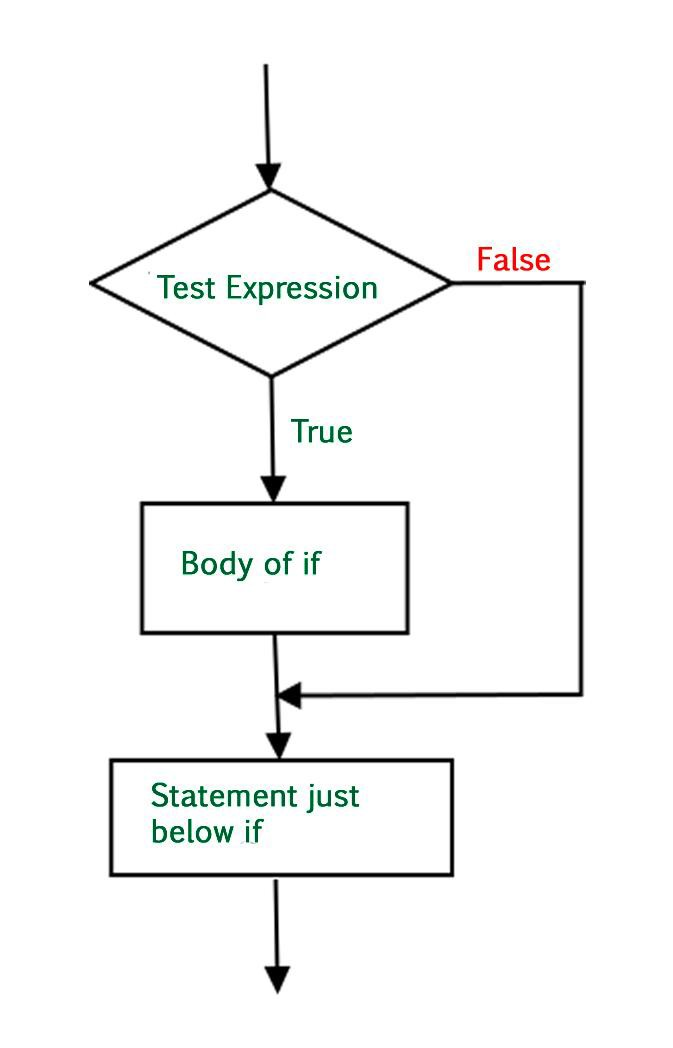 False
Test Expression
True
Body of if
Statement just
below if